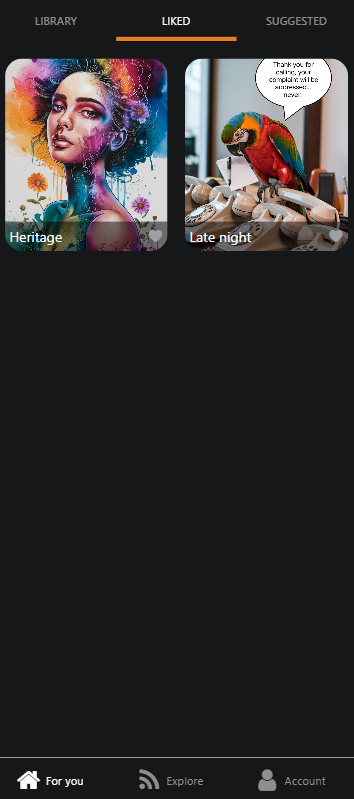 LIBRARY
LIKED
SUGGESTED
Thank you for
calling, your
complaint will be
addressed...
never.
Heritage
Late night
For you
Explore
Account